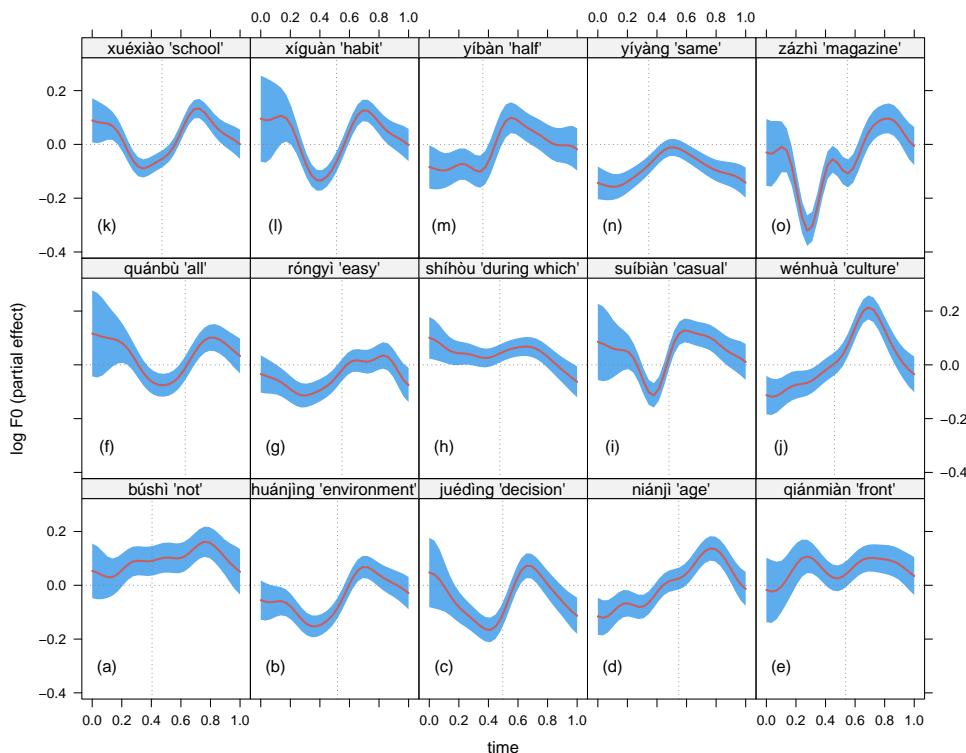 0.0 0.2 0.4 0.6 0.8 1.0 0.0 0.2 0.4 0.6 0.8 1.0
xuéxiào 'school' xíguàn 'habit' yíbàn 'half' yíyàng 'same' zázhì 'magazine'
0.2
0.0
−0.2
−0.4
(k) (l) (m) (n) (o)
quánbù 'all' róngyì 'easy' shíhòu 'during which' suíbiàn 'casual' wénhuà 'culture'
0.2
0.0
−0.2
−0.4
(f) (g) (h) (i) (j)
búshì 'not' huánjìng 'environment' juédìng 'decision' niánjì 'age' qiánmiàn 'front'
0.2
0.0
−0.2
−0.4
(a) (b) (c) (d) (e)
0.0 0.2 0.4 0.6 0.8 1.0 0.0 0.2 0.4 0.6 0.8 1.0 0.0 0.2 0.4 0.6 0.8 1.0
time
log F0 (partial effect)